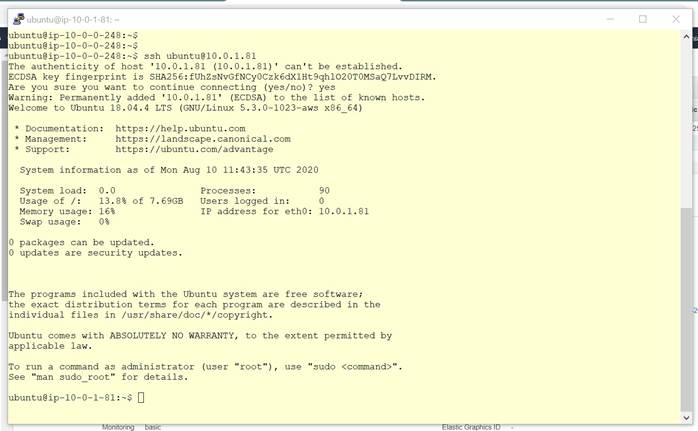 ubuntu@ip-10-0-1-81: ~
ubuntu@ip-10-0-0-248:~$
ubuntu@ip-10-0-0-248:~$
ubuntu@ip-10-0-0-248:~$ ssh ubuntu@10.0.1.81
The authenticity of host '10.0.1.81 (10.0.1.81)' can't be established.
ECDSA key fingerprint is SHA256:fUhZsNvGfNCy0Czk6dX1Ht9qhlO20T0MSaQ7LvvDIRM.
Are you sure you want to continue connecting (yes/no)? yes
Warning: Permanently added '10.0.1.81' (ECDSA) to the list of known hosts.
Welcome to Ubuntu 18.04.4 LTS (GNU/Linux 5.3.0-1023-aws x86_64)
* Documentation:  https://help.ubuntu.com
* Management:     https://landscape.canonical.com
* Support:        https://ubuntu.com/advantage
System information as of Mon Aug 10 11:43:35 UTC 2020
System load:  0.0               Processes:           90
Usage of /:   13.8% of 7.69GB   Users logged in:     0
Memory usage: 16%               IP address for eth0: 10.0.1.81
Swap usage:   0%
0 packages can be updated.
0 updates are security updates.
The programs included with the Ubuntu system are free software;
the exact distribution terms for each program are described in the
individual files in /usr/share/doc/*/copyright.
Ubuntu comes with ABSOLUTELY NO WARRANTY, to the extent permitted by
applicable law.
To run a command as administrator (user "root"), use "sudo <command>".
See "man sudo_root" for details.
ubuntu@ip-10-0-1-81:~$
Monitoring basic Elastic Graphics ID -